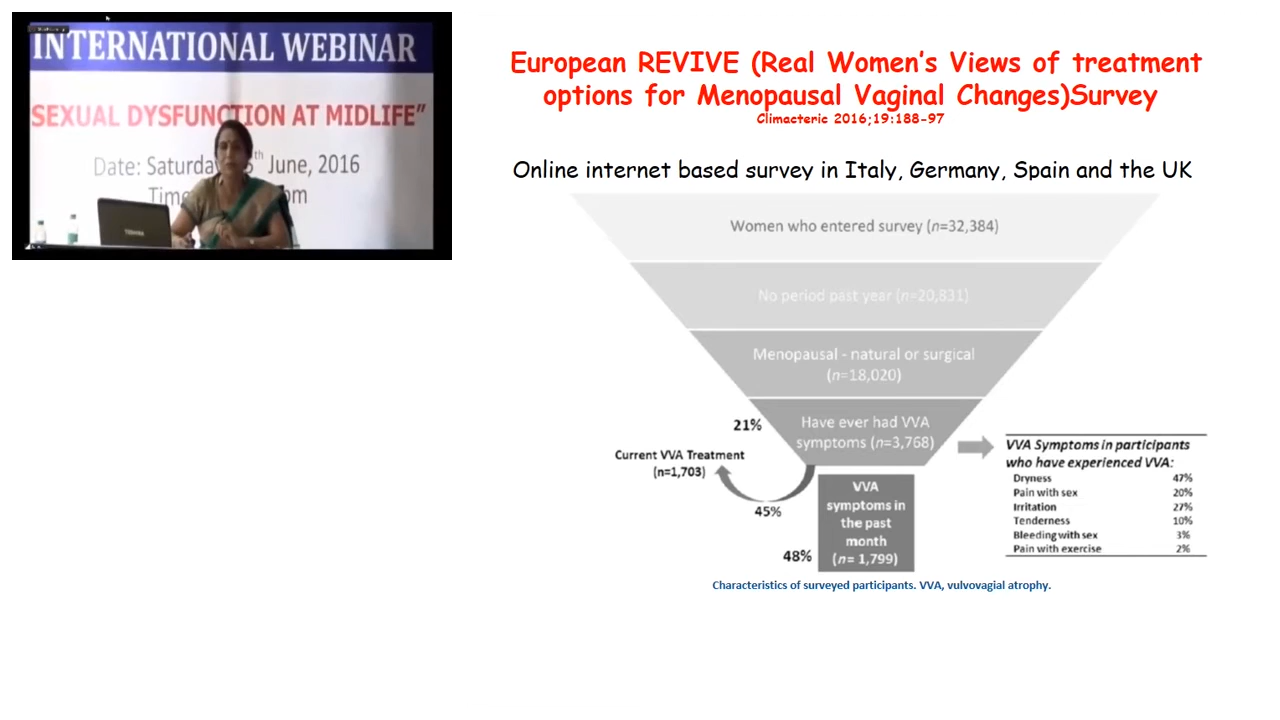 INTERNATIONAL WEBINAR
SEXUAL DYSFUNCTION AT MIDLIFE”
Date: Saturda th June, 2016
Time pm
TOSHIBA
European REVIVE (Real Women’s Views of treatment
options for Menopausal Vaginal Changes)Survey
Climacteric 2016;19:188-97
Online internet based survey in Italy, Germany, Spain and the UK
Women who entered survey (n=32,384)
No period past year (n=20,831)
Menopausal - natural or surgical
(n=18,020)
21%
Have ever had VVA
symptoms (n=3,768)
Current VVA Treatment
(n=1,703)
45%
VVA
symptoms in
the past
month
(n= 1,799)
48%
VVA Symptoms in participants
who have experienced VVA:
Dryness 47%
Pain with sex 20%
Irritation 27%
Tenderness 10%
Bleeding with sex 3%
Pain with exercise 2%
Characteristics of surveyed participants. VVA, vulvovagial atrophy.